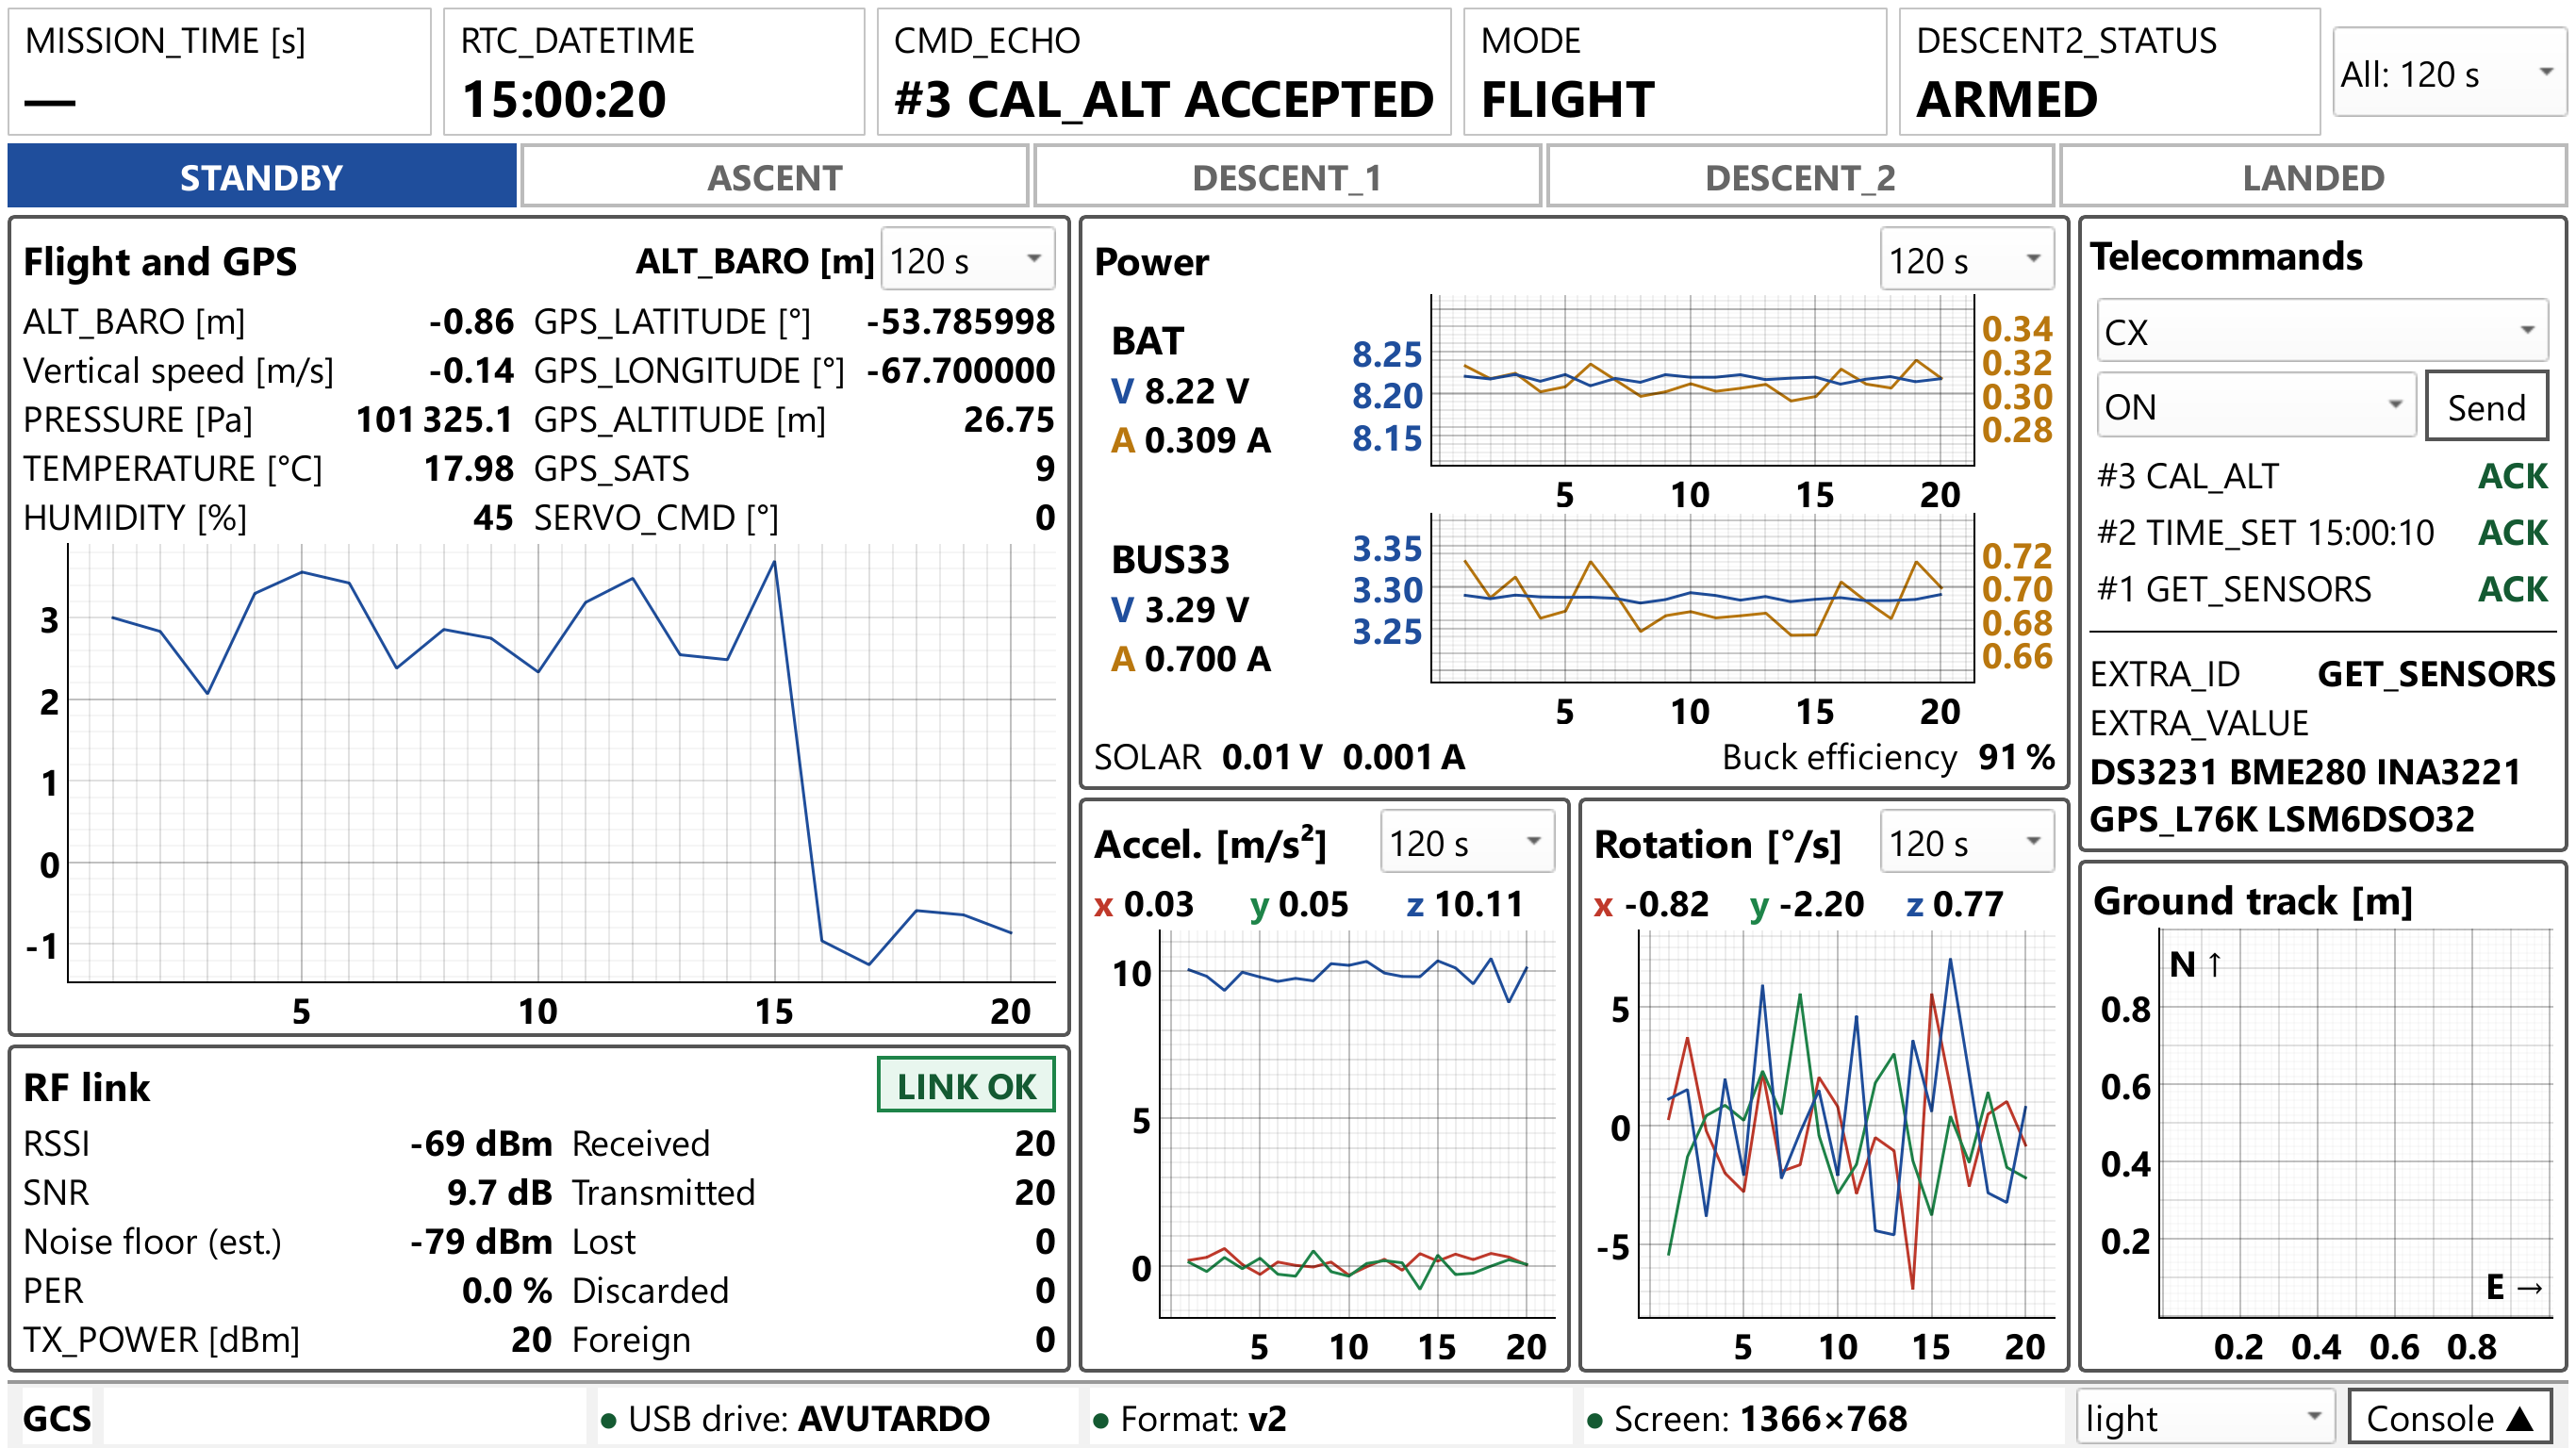 MISSION_TIME [s]
—
RTC_DATETIME
15:00:20
CMD_ECHO
#3 CAL_ALT ACCEPTED
MODE
FLIGHT
DESCENT2_STATUS
ARMED
All: 120 s
STANDBY
ASCENT
DESCENT_1
DESCENT_2
LANDED
Flight and GPS
ALT_BARO [m]
120 s
ALT_BARO [m] -0.86 GPS_LATITUDE [°] -53.785998
Vertical speed [m/s] -0.14 GPS_LONGITUDE [°] -67.700000
PRESSURE [Pa] 101 325.1 GPS_ALTITUDE [m] 26.75
TEMPERATURE [°C] 17.98 GPS_SATS 9
HUMIDITY [%] 45 SERVO_CMD [°] 0
3
2
1
0
-1
5 10 15 20
RF link
LINK OK
RSSI -69 dBm Received 20
SNR 9.7 dB Transmitted 20
Noise floor (est.) -79 dBm Lost 0
PER 0.0 % Discarded 0
TX_POWER [dBm] 20 Foreign 0
Power
120 s
BAT
V 8.22 V
A 0.309 A
8.25
8.20
8.15
0.34
0.32
0.30
0.28
5 10 15 20
BUS33
V 3.29 V
A 0.700 A
3.35
3.30
3.25
0.72
0.70
0.68
0.66
5 10 15 20
SOLAR 0.01 V 0.001 A Buck efficiency 91 %
Accel. [m/s²]
120 s
x 0.03 y 0.05 z 10.11
10
5
0
5 10 15 20
Rotation [°/s]
120 s
x -0.82 y -2.20 z 0.77
5
0
-5
5 10 15 20
Telecommands
CX
ON
Send
#3 CAL_ALT ACK
#2 TIME_SET 15:00:10 ACK
#1 GET_SENSORS ACK
EXTRA_ID GET_SENSORS
EXTRA_VALUE
DS3231 BME280 INA3221
GPS_L76K LSM6DSO32
Ground track [m]
N ↑
0.8
0.6
0.4
0.2
E →
0.2 0.4 0.6 0.8
GCS
● USB drive: AVUTARDO
● Format: v2
● Screen: 1366×768
light
Console ▲